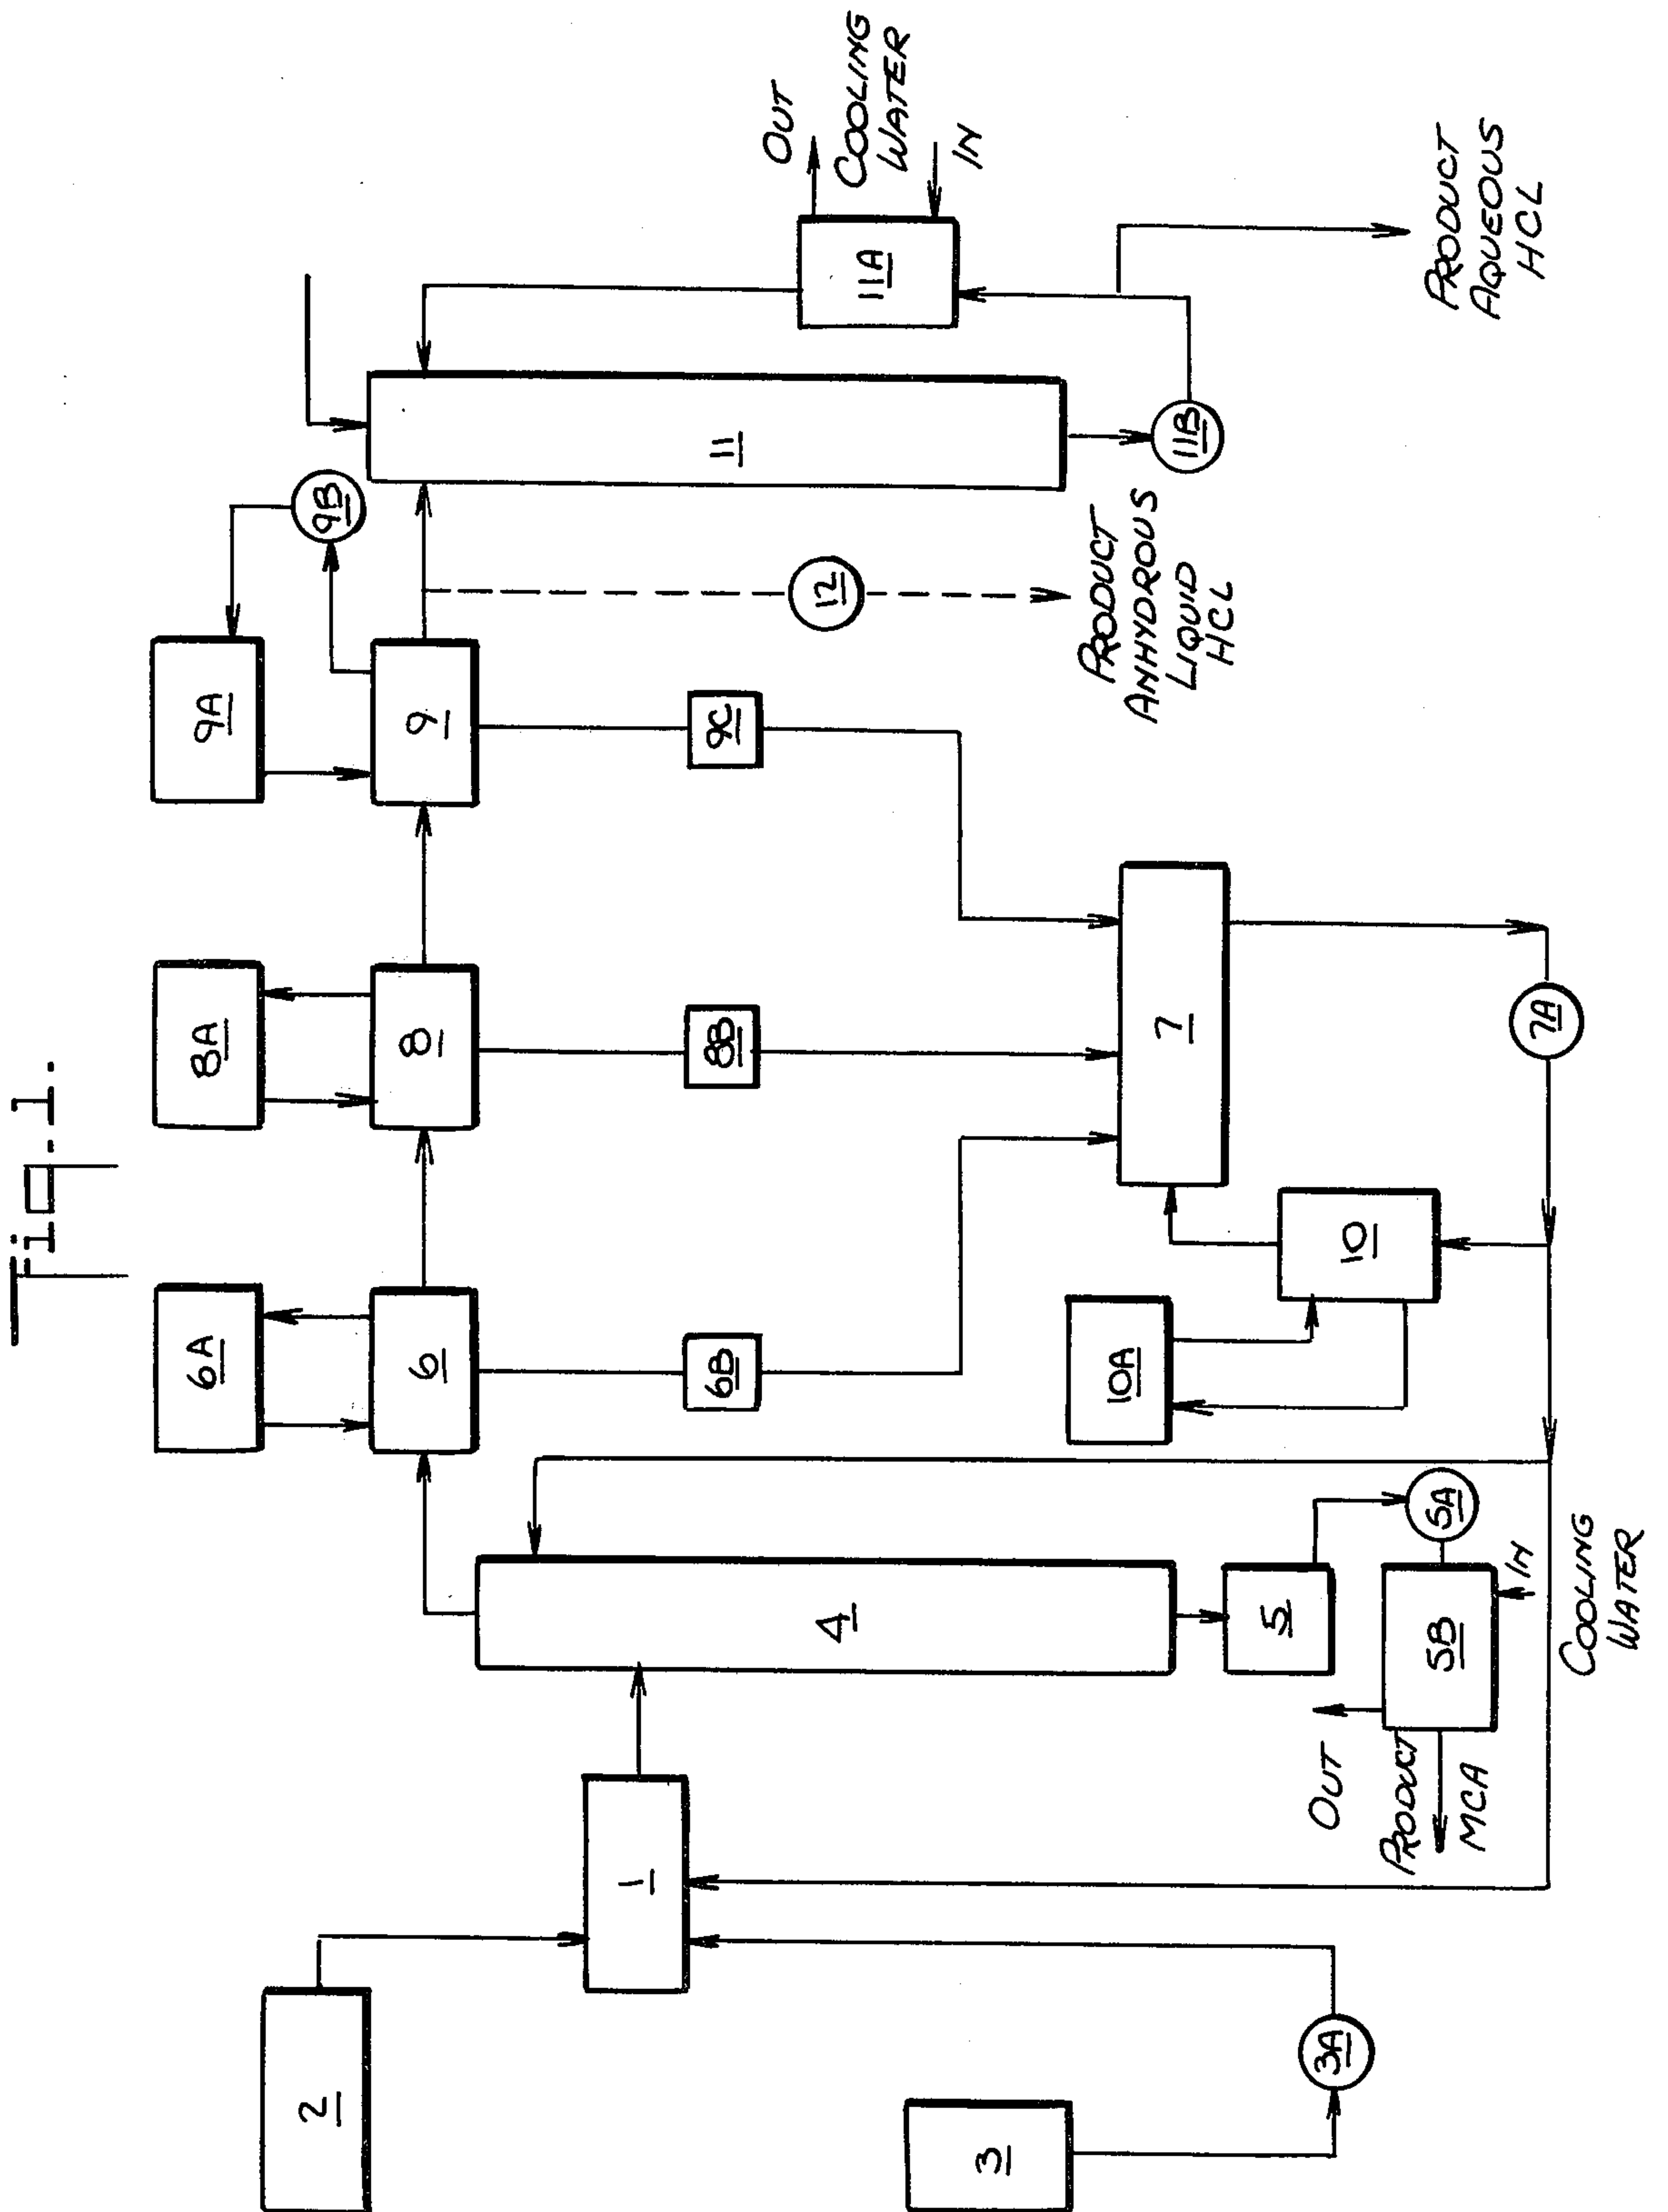 Fig. 1.
2
3
3A
1
4
5
5A
5B
IN
OUT
PRODUCT
MCA
COOLING
WATER
6A
6
6B
8A
8
8B
9A
9
9B
9C
7
7A
10
10A
11
11A
11B
12
OUT
COOLING
WATER
IN
PRODUCT
ANHYDROUS
LIQUID
HCL
PRODUCT
AQUEOUS
HCL